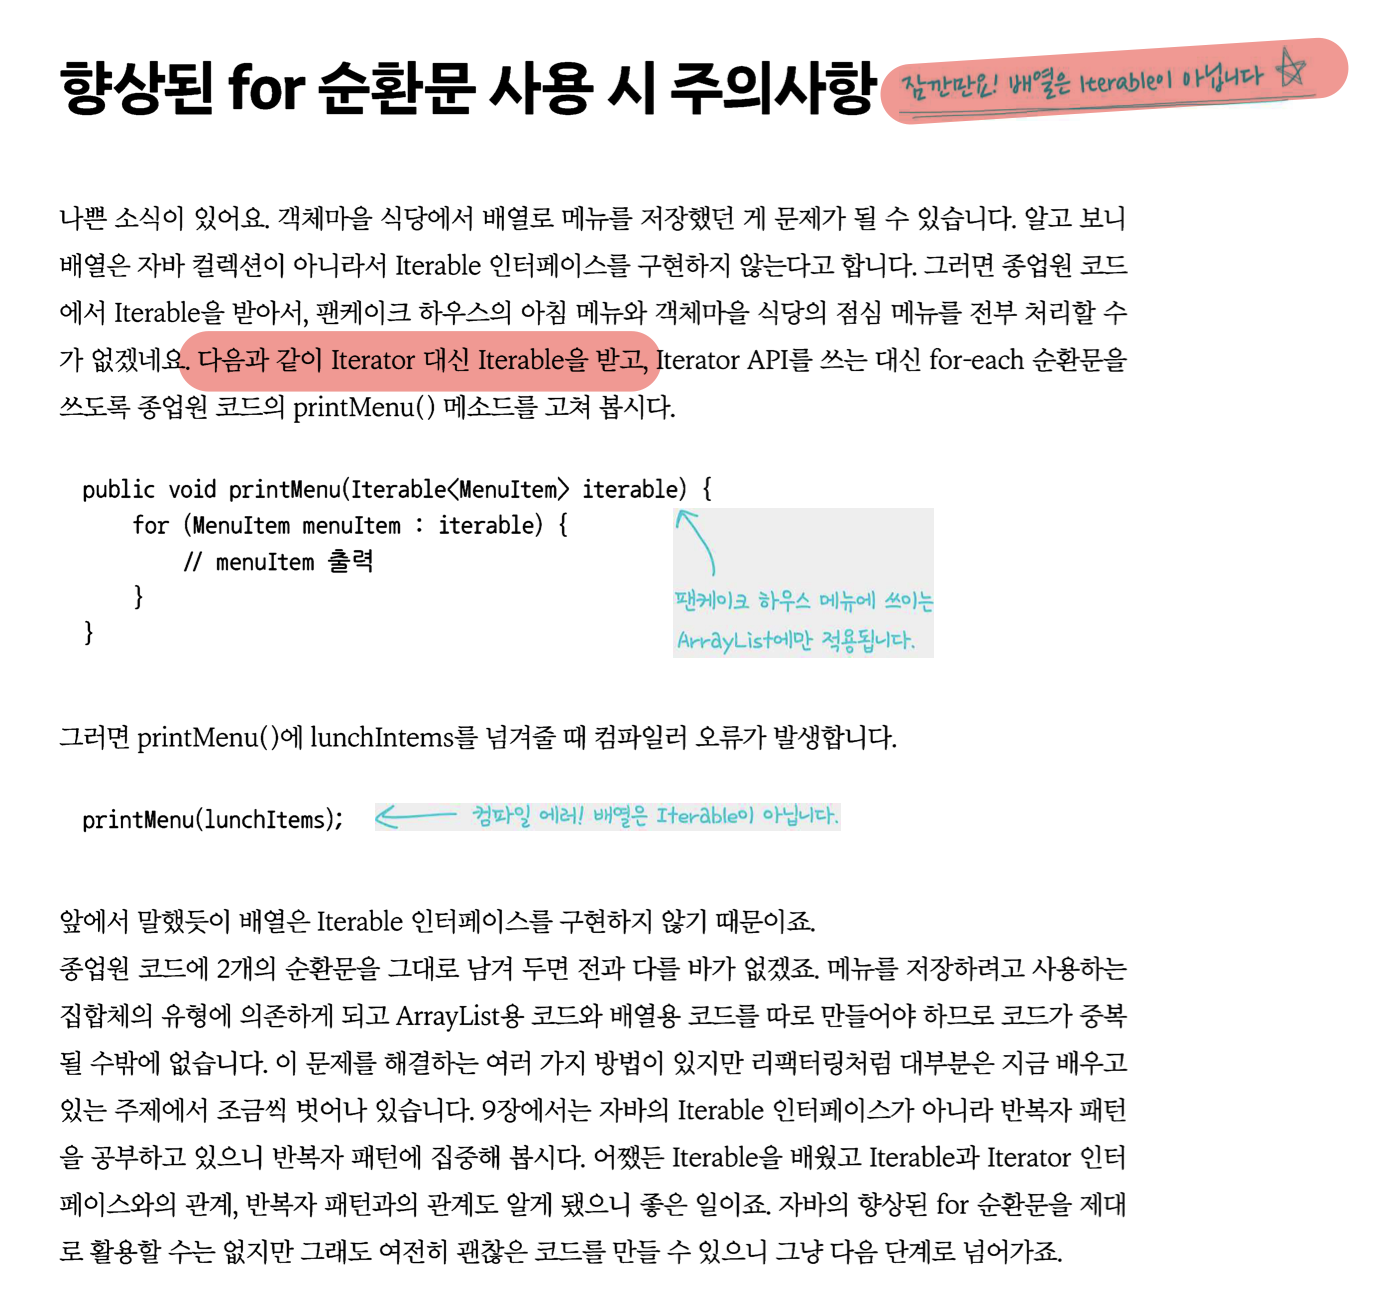 향상된 for 순환문 사용 시 주의사항
잠깐만요! 배열은 Iterable이 아닙니다
나쁜 소식이 있어요. 객체마을 식당에서 배열로 메뉴를 저장했던 게 문제가 될 수 있습니다. 알고 보니
배열은 자바 컬렉션이 아니라서 Iterable 인터페이스를 구현하지 않는다고 합니다. 그러면 종업원 코드
에서 Iterable을 받아서, 팬케이크 하우스의 아침 메뉴와 객체마을 식당의 점심 메뉴를 전부 처리할 수
가 없겠네요. 다음과 같이 Iterator 대신 Iterable을 받고, Iterator API를 쓰는 대신 for-each 순환문을
쓰도록 종업원 코드의 printMenu() 메소드를 고쳐 봅시다.
public void printMenu(Iterable<MenuItem> iterable) {
for (MenuItem menuItem : iterable) {
// menuItem 출력
}
}
팬케이크 하우스 메뉴에 쓰이는
ArrayList에만 적용됩니다.
그러면 printMenu()에 lunchIntems를 넘겨줄 때 컴파일러 오류가 발생합니다.
printMenu(lunchItems);
컴파일 에러! 배열은 Iterable이 아닙니다.
앞에서 말했듯이 배열은 Iterable 인터페이스를 구현하지 않기 때문이죠.
종업원 코드에 2개의 순환문을 그대로 남겨 두면 전과 다를 바가 없겠죠. 메뉴를 저장하려고 사용하는
집합체의 유형에 의존하게 되고 ArrayList용 코드와 배열용 코드를 따로 만들어야 하므로 코드가 중복
될 수밖에 없습니다. 이 문제를 해결하는 여러 가지 방법이 있지만 리팩터링처럼 대부분은 지금 배우고
있는 주제에서 조금씩 벗어나 있습니다. 9장에서는 자바의 Iterable 인터페이스가 아니라 반복자 패턴
을 공부하고 있으니 반복자 패턴에 집중해 봅시다. 어쨌든 Iterable을 배웠고 Iterable과 Iterator 인터
페이스와의 관계, 반복자 패턴과의 관계도 알게 됐으니 좋은 일이죠. 자바의 향상된 for 순환문을 제대
로 활용할 수는 없지만 그래도 여전히 괜찮은 코드를 만들 수 있으니 그냥 다음 단계로 넘어가죠.